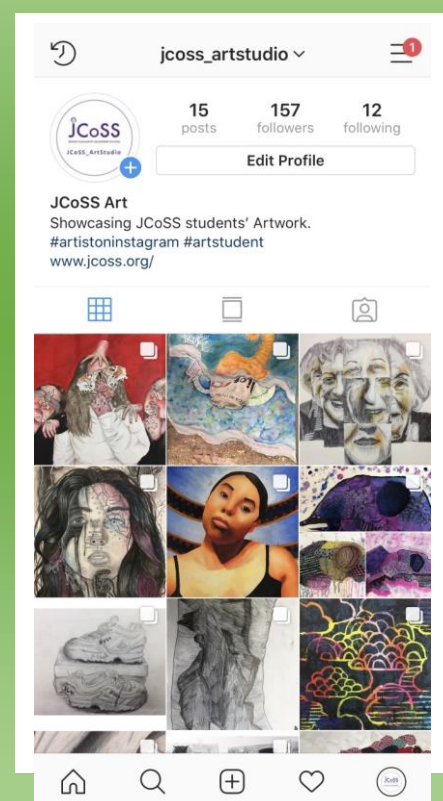 jcoss_artstudio
1
JCoSS
JCoSS_ArtStudio
15 157 12
posts followers following
Edit Profile
JCoSS Art
Showcasing JCoSS students' Artwork.
#artistoninstagram #artstudent
www.jcoss.org/